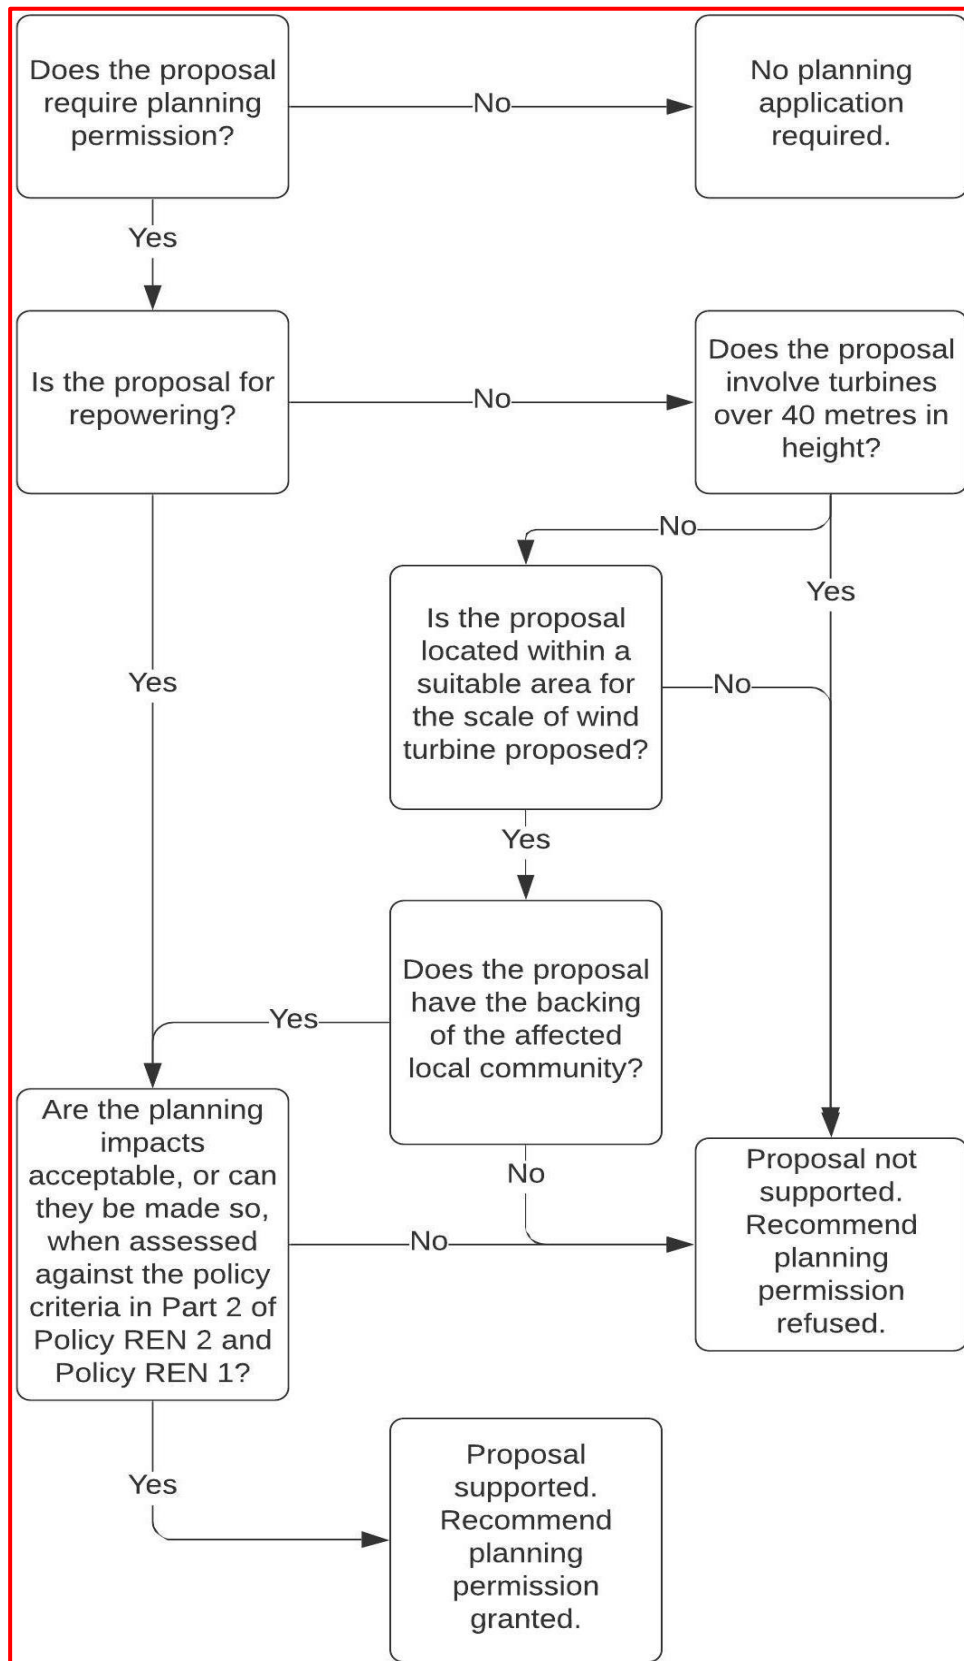 Does the proposal
require planning
permission?
No
No planning
application
required.
Yes
Is the proposal for
repowering?
No
Does the proposal
involve turbines
over 40 metres in
height?
No
Yes
Is the proposal
located within a
suitable area for
the scale of wind
turbine proposed?
No
Yes
Yes
Does the proposal
have the backing
of the affected
local community?
Yes
No
Are the planning
impacts
acceptable, or can
they be made so,
when assessed
against the policy
criteria in Part 2 of
Policy REN 2 and
Policy REN 1?
No
Proposal not
supported.
Recommend
planning
permission
refused.
Yes
Proposal
supported.
Recommend
planning
permission
granted.